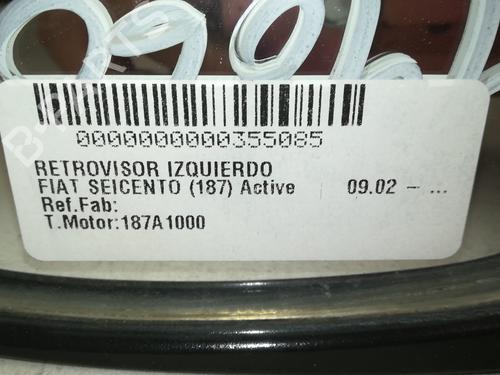 0000000000355085
RETROVISOR IZQUIERDO
FIAT SEICENTO (187) Active 09.02 - ...
Ref.Fab:
T.Motor:187A1000